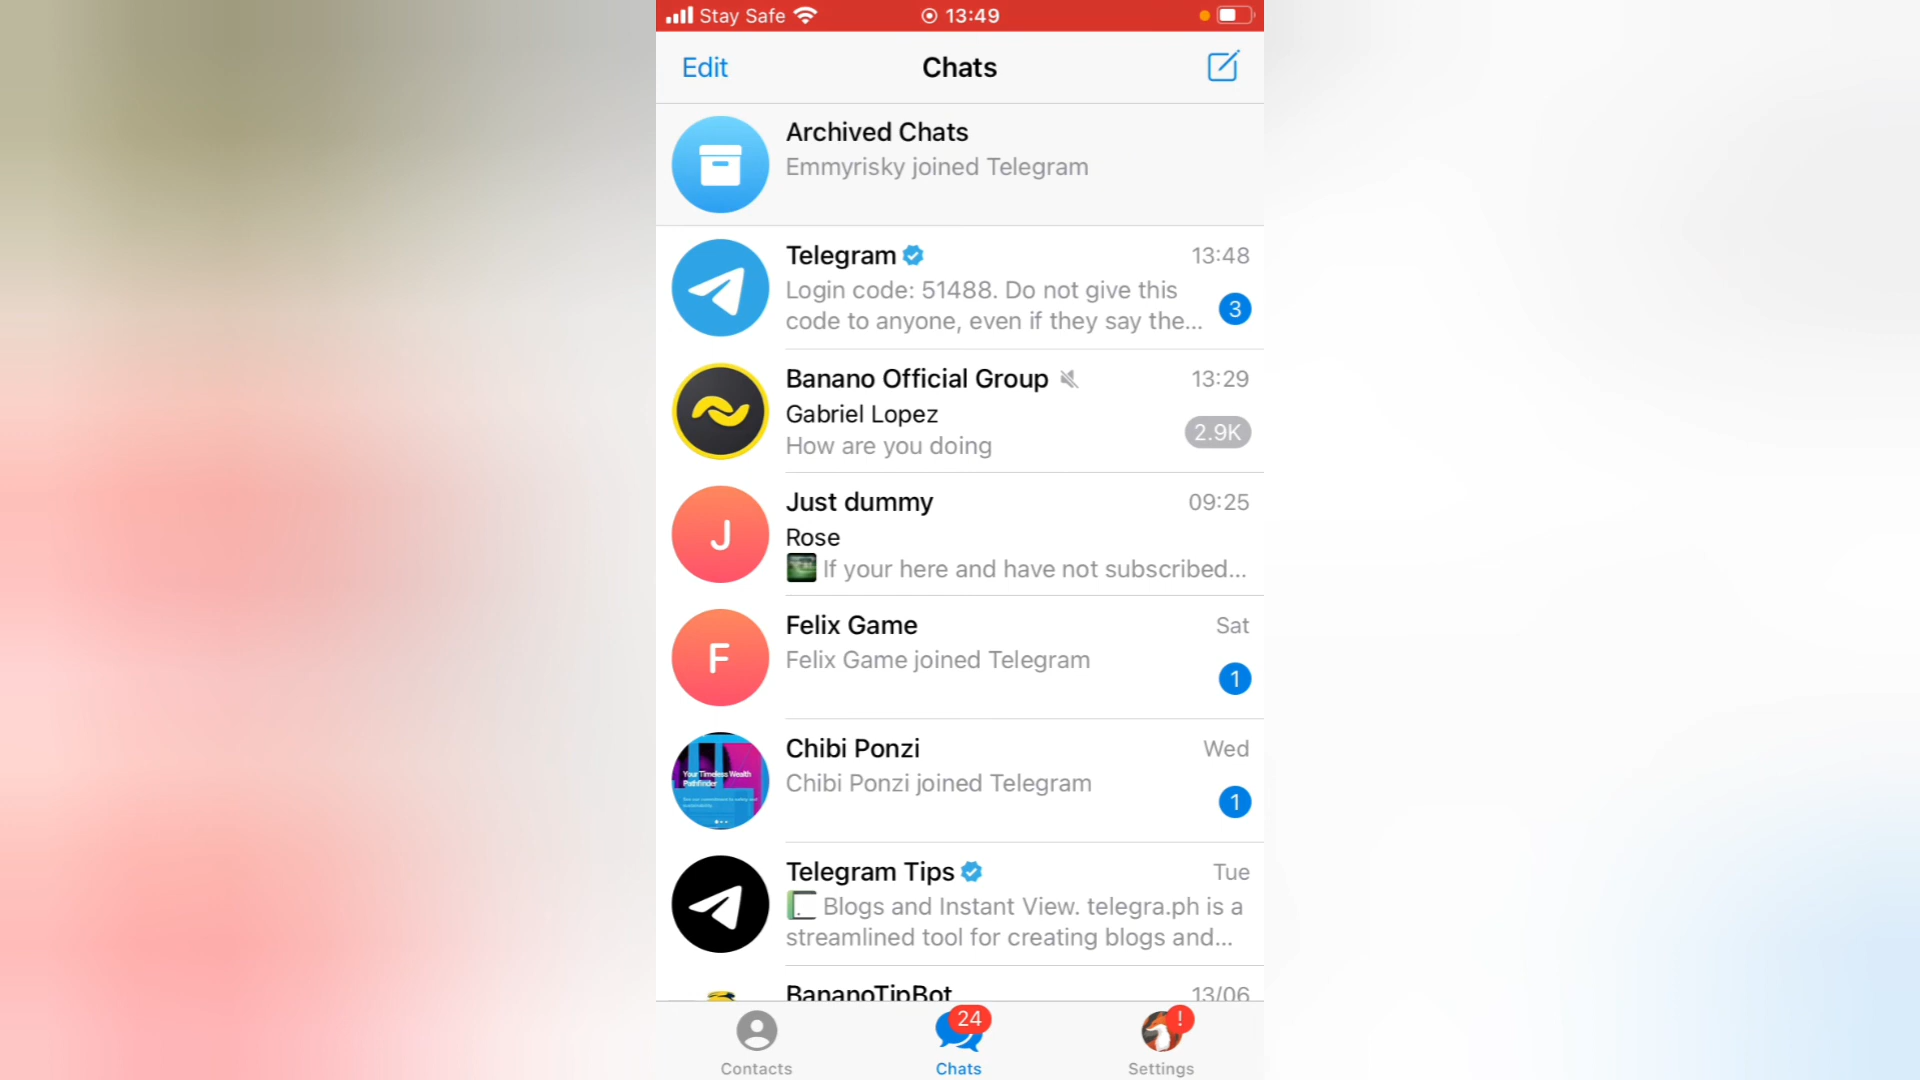 Stay Safe 13:49
Edit Chats
Archived Chats
Emmyrisky joined Telegram
Telegram 13:48
Login code: 51488. Do not give this
code to anyone, even if they say the...
3
Banano Official Group 13:29
Gabriel Lopez
How are you doing
2.9K
J
Just dummy 09:25
Rose
If your here and have not subscribed...
F
Felix Game Sat
Felix Game joined Telegram
1
Your Timeless Wealth
Pathfinder
Chibi Ponzi Wed
Chibi Ponzi joined Telegram
1
Telegram Tips Tue
Blogs and Instant View. telegra.ph is a
streamlined tool for creating blogs and...
BananoTipBot 13/06
24 !
Contacts Chats Settings